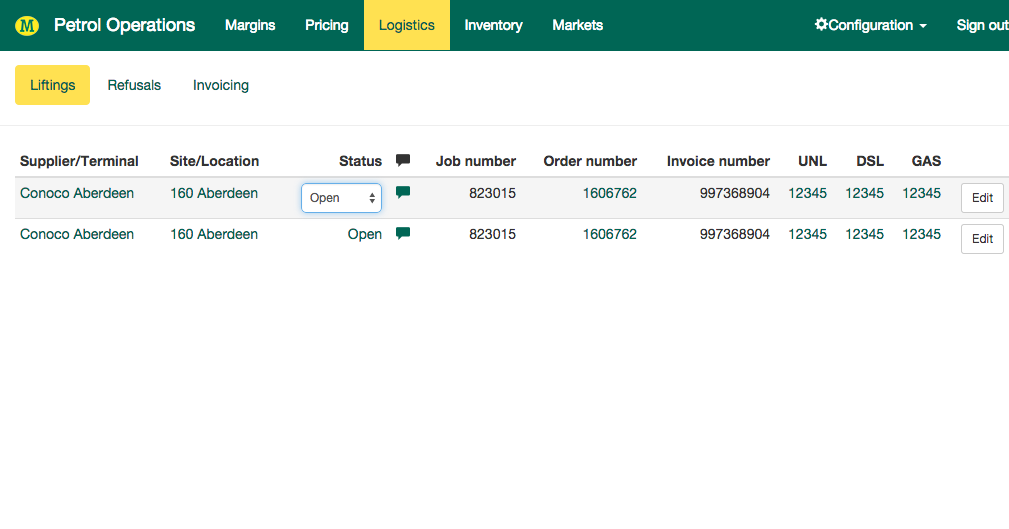 M Petrol Operations Margins Pricing Logistics Inventory Markets Configuration Sign out
Liftings Refusals Invoicing
Supplier/Terminal Site/Location Status Job number Order number Invoice number UNL DSL GAS
Conoco Aberdeen 160 Aberdeen Open 823015 1606762 997368904 12345 12345 12345 Edit
Conoco Aberdeen 160 Aberdeen Open 823015 1606762 997368904 12345 12345 12345 Edit